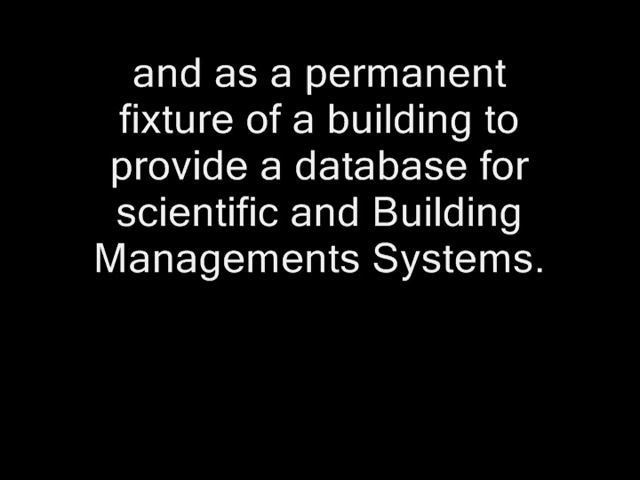 and as a permanent
fixture of a building to
provide a database for
scientific and Building
Managements Systems.